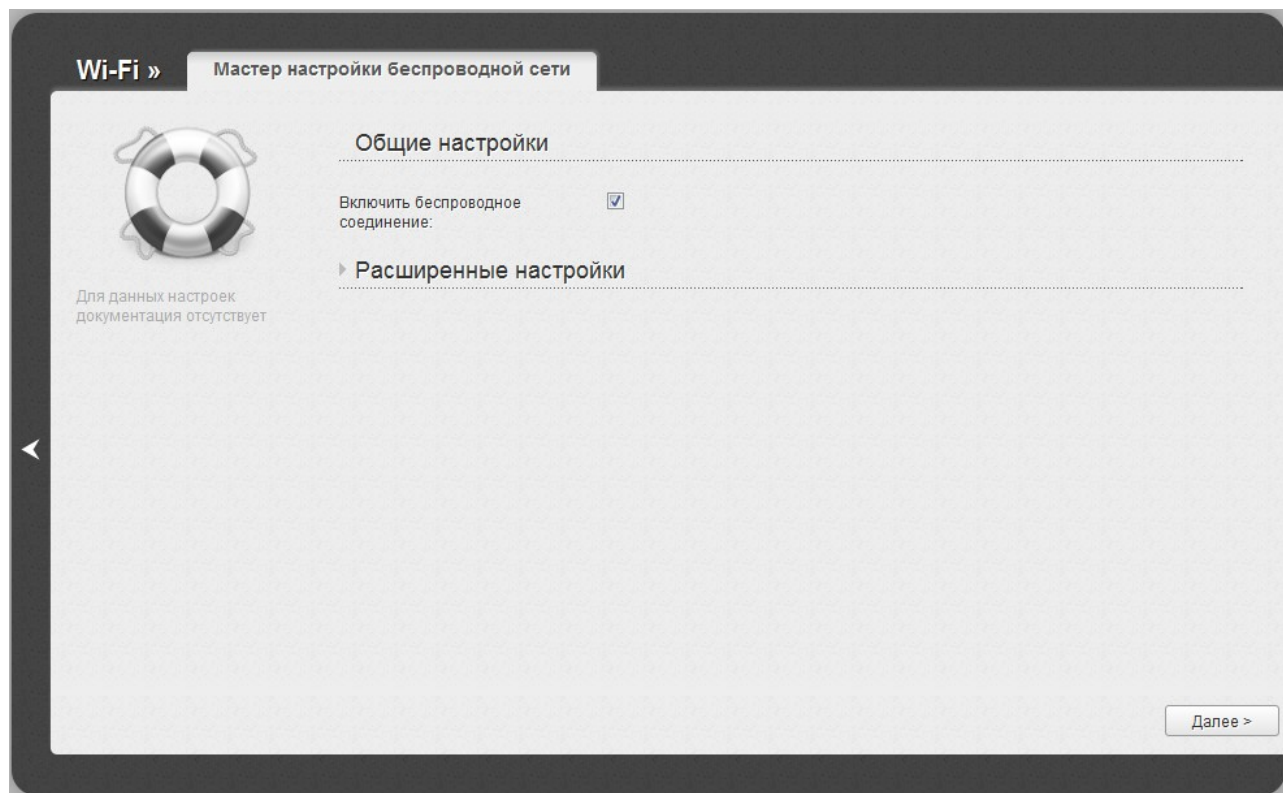 Wi-Fi »
Мастер настройки беспроводной сети
Общие настройки
Включить беспроводное
соединение:
Расширенные настройки
Для данных настроек
документация отсутствует
Далее >